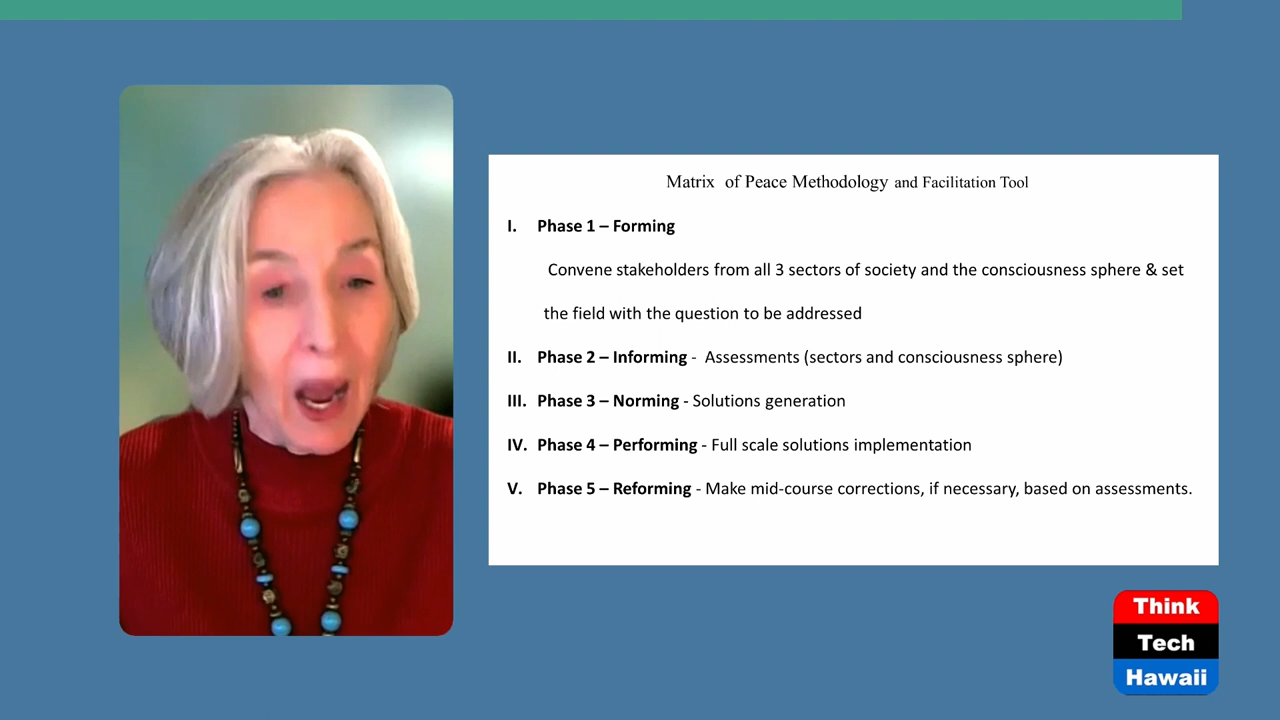 Matrix of Peace Methodology and Facilitation Tool
I. Phase 1 – Forming
Convene stakeholders from all 3 sectors of society and the consciousness sphere & set
the field with the question to be addressed
II. Phase 2 – Informing - Assessments (sectors and consciousness sphere)
III. Phase 3 – Norming - Solutions generation
IV. Phase 4 – Performing - Full scale solutions implementation
V. Phase 5 – Reforming - Make mid-course corrections, if necessary, based on assessments.
Think
Tech
Hawaii